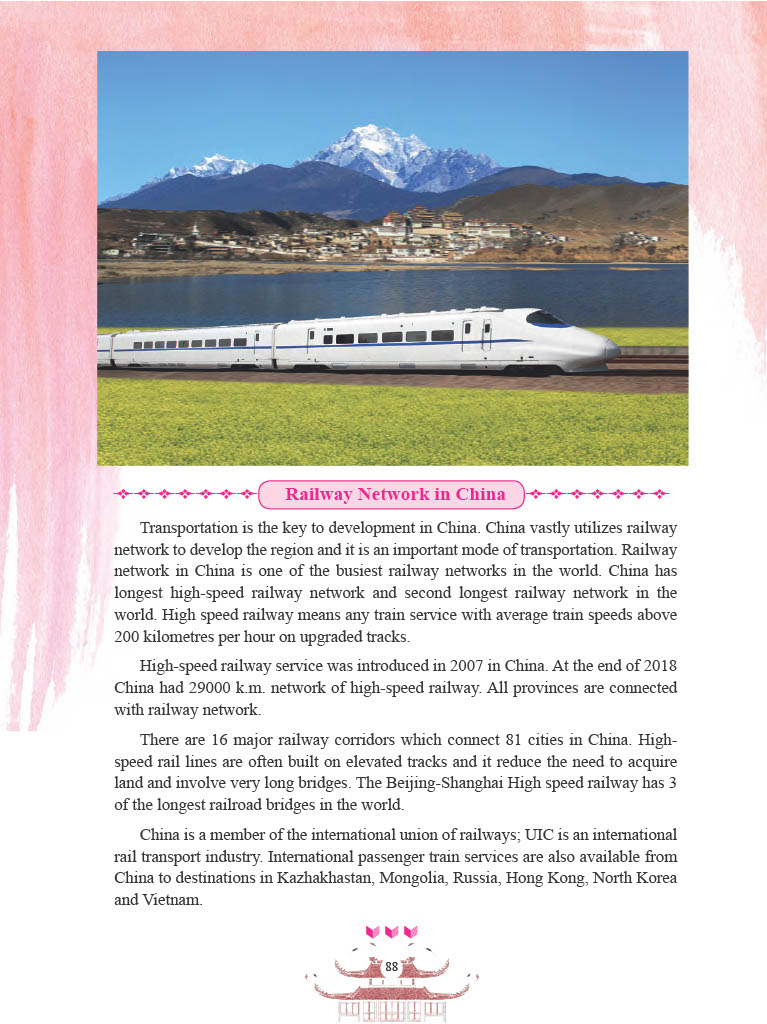 Railway Network in China
Transportation is the key to development in China. China vastly utilizes railway
network to develop the region and it is an important mode of transportation. Railway
network in China is one of the busiest railway networks in the world. China has
longest high-speed railway network and second longest railway network in the
world. High speed railway means any train service with average train speeds above
200 kilometres per hour on upgraded tracks.
High-speed railway service was introduced in 2007 in China. At the end of 2018
China had 29000 k.m. network of high-speed railway. All provinces are connected
with railway network.
There are 16 major railway corridors which connect 81 cities in China. High-
speed rail lines are often built on elevated tracks and it reduce the need to acquire
land and involve very long bridges. The Beijing-Shanghai High speed railway has 3
of the longest railroad bridges in the world.
China is a member of the international union of railways; UIC is an international
rail transport industry. International passenger train services are also available from
China to destinations in Kazhakhastan, Mongolia, Russia, Hong Kong, North Korea
and Vietnam.
88